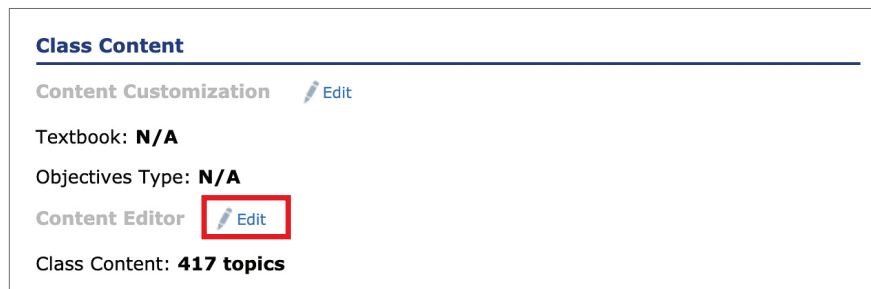 Class Content
Content Customization Edit
Textbook: N/A
Objectives Type: N/A
Content Editor Edit
Class Content: 417 topics